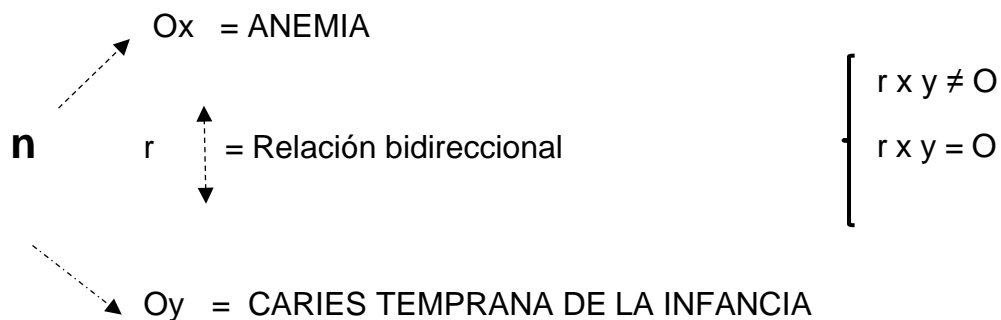 Ox = ANEMIA
r x y ≠ O
n r = Relación bidireccional
r x y = O
Oy = CARIES TEMPRANA DE LA INFANCIA